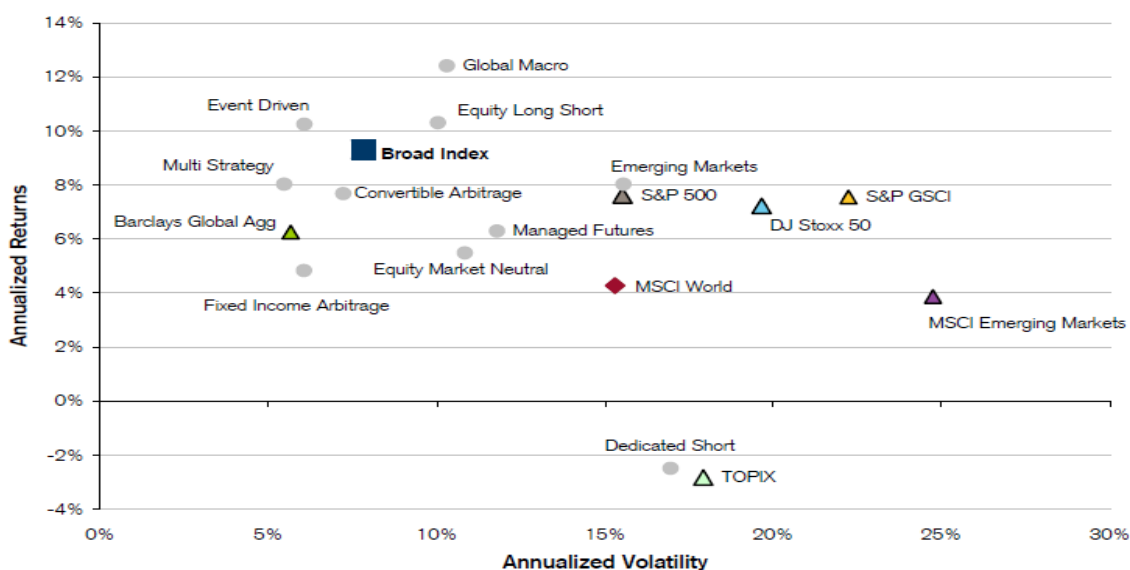 14%
Global Macro
12%
Event Driven
Equity Long Short
10%
Broad Index
Multi Strategy
Emerging Markets
8%
Convertible Arbitrage
S&P 500
S&P GSCI
Barclays Global Agg
Managed Futures
DJ Stoxx 50
6%
Equity Market Neutral
Fixed Income Arbitrage
MSCI World
4%
MSCI Emerging Markets
2%
0%
Dedicated Short
-2%
TOPIX
-4%
0%
5%
10%
15%
20%
25%
30%
Annualized Returns
Annualized Volatility